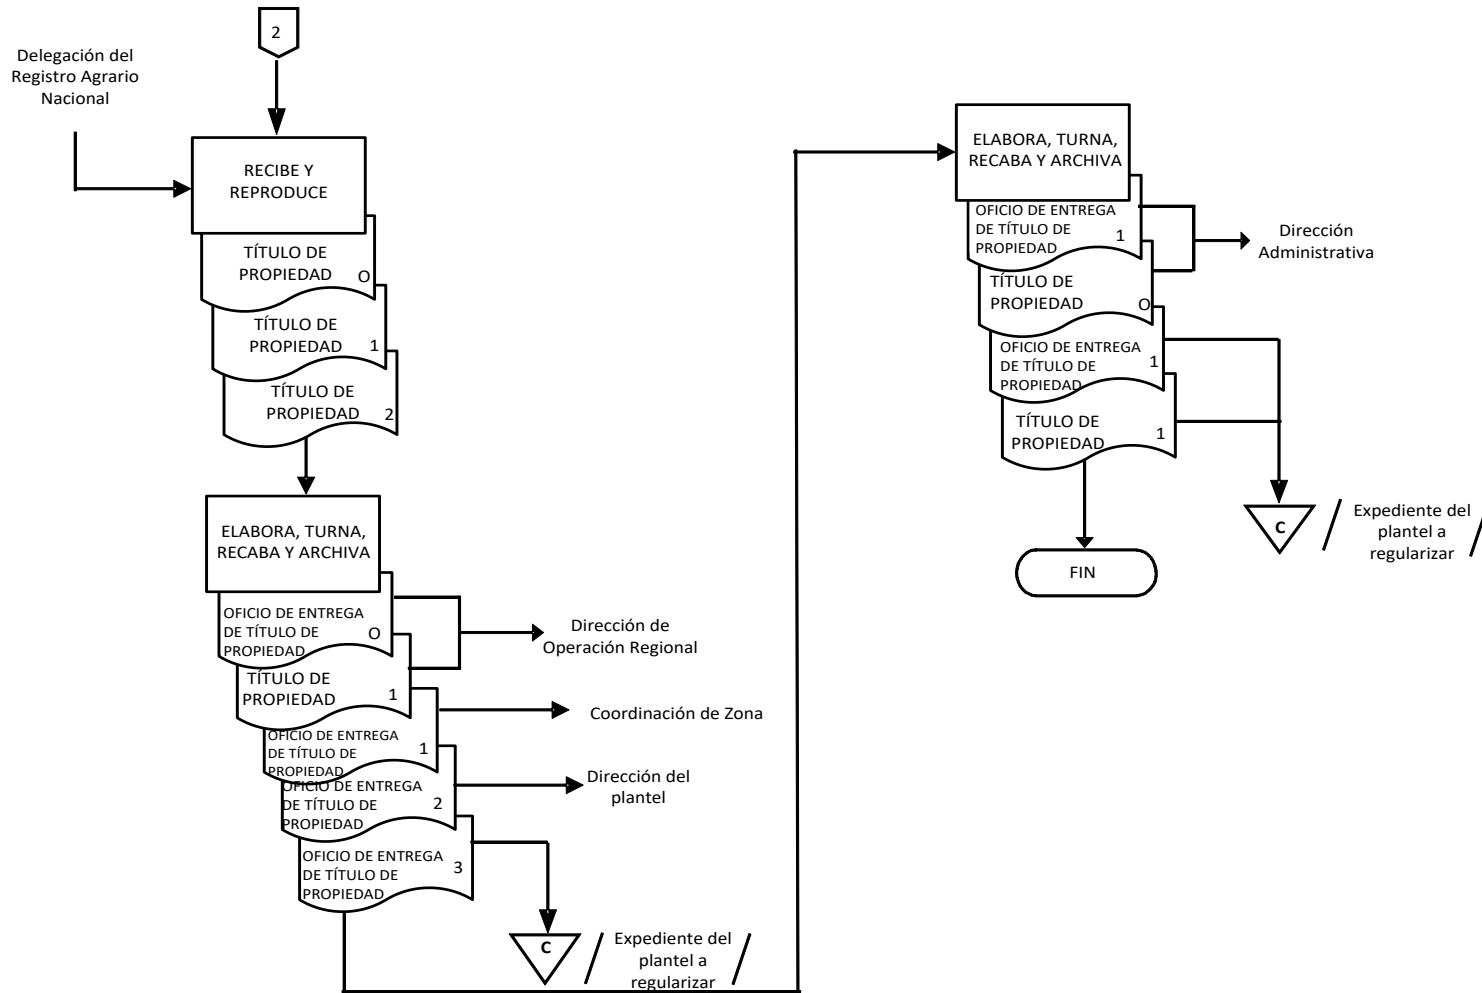 2
Delegación del
Registro Agrario
Nacional
RECIBE Y
REPRODUCE
TÍTULO DE
PROPIEDAD
O
TÍTULO DE
PROPIEDAD
1
TÍTULO DE
PROPIEDAD
2
ELABORA, TURNA,
RECABA Y ARCHIVA
OFICIO DE ENTREGA
DE TÍTULO DE
PROPIEDAD
O
Dirección de
Operación Regional
TÍTULO DE
PROPIEDAD
1
OFICIO DE ENTREGA
DE TÍTULO DE
PROPIEDAD
1
Coordinación de Zona
OFICIO DE ENTREGA
DE TÍTULO DE
PROPIEDAD
2
Dirección del
plantel
OFICIO DE ENTREGA
DE TÍTULO DE
PROPIEDAD
3
C
Expediente del
plantel a
regularizar
ELABORA, TURNA,
RECABA Y ARCHIVA
OFICIO DE ENTREGA
DE TÍTULO DE
PROPIEDAD
1
Dirección
Administrativa
TÍTULO DE
PROPIEDAD
O
OFICIO DE ENTREGA
DE TÍTULO DE
PROPIEDAD
1
TÍTULO DE
PROPIEDAD
1
C
Expediente del
plantel a
regularizar
FIN